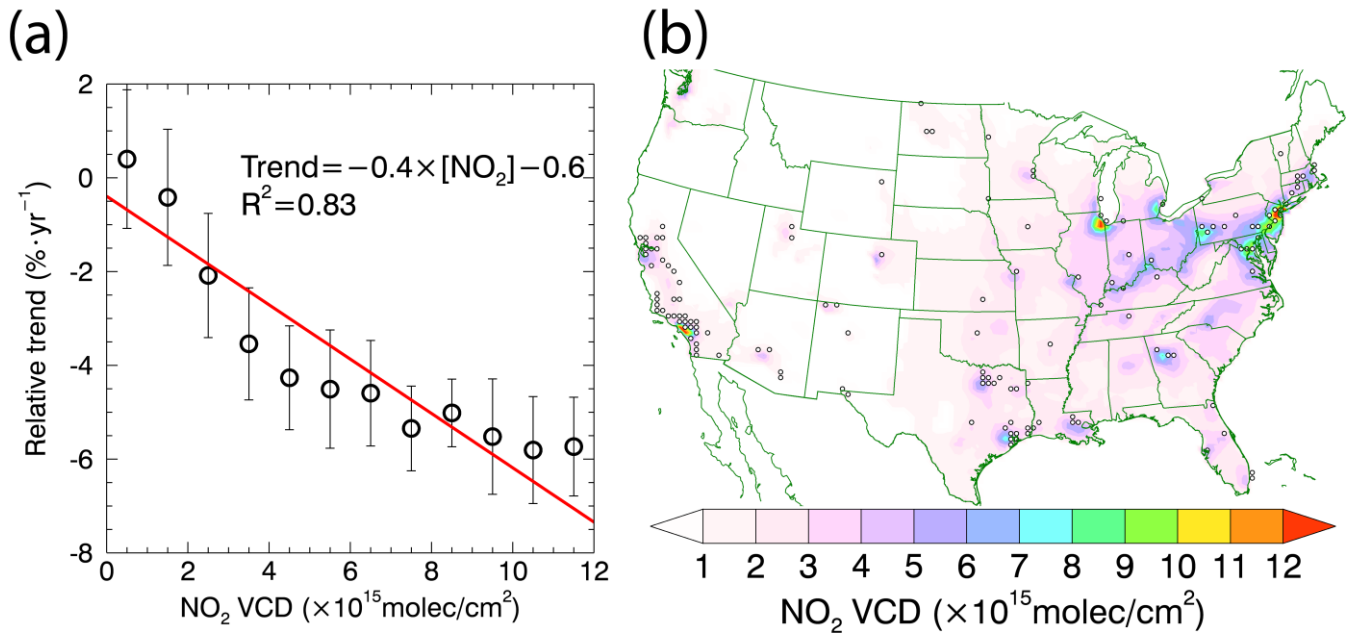 (a)
(b)
2
0
-2
-4
-6
-8
Relative trend (%·yr⁻¹)
Trend=−0.4×[NO₂]−0.6
R²=0.83
0 2 4 6 8 10 12
NO₂ VCD (×10¹⁵molec/cm²)
1 2 3 4 5 6 7 8 9 10 11 12
NO₂ VCD (×10¹⁵molec/cm²)